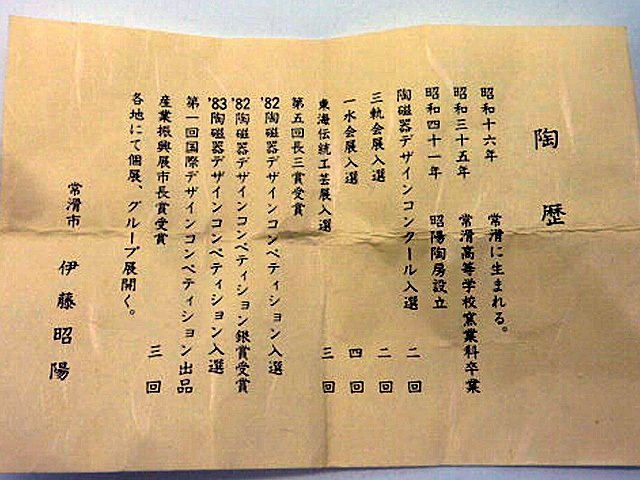 陶歴
昭和十六年 常滑に生まれる。
昭和三十五年 常滑高等学校窯業科卒業
昭和四十一年 昭陽陶房設立
陶磁器デザインコンクール入選 二回
三軌会展入選 二回
一水会展入選 四回
東海伝統工芸展入選 三回
第五回長三賞受賞
'82陶磁器デザインコンペティション入選
'82陶磁器デザインコンペティション銀賞受賞
'83陶磁器デザインコンペティション入選
第一回国際デザインコンペティション出品
産業振興展市長賞受賞 三回
各地にて個展、グループ展開く。
常滑市 伊藤昭陽